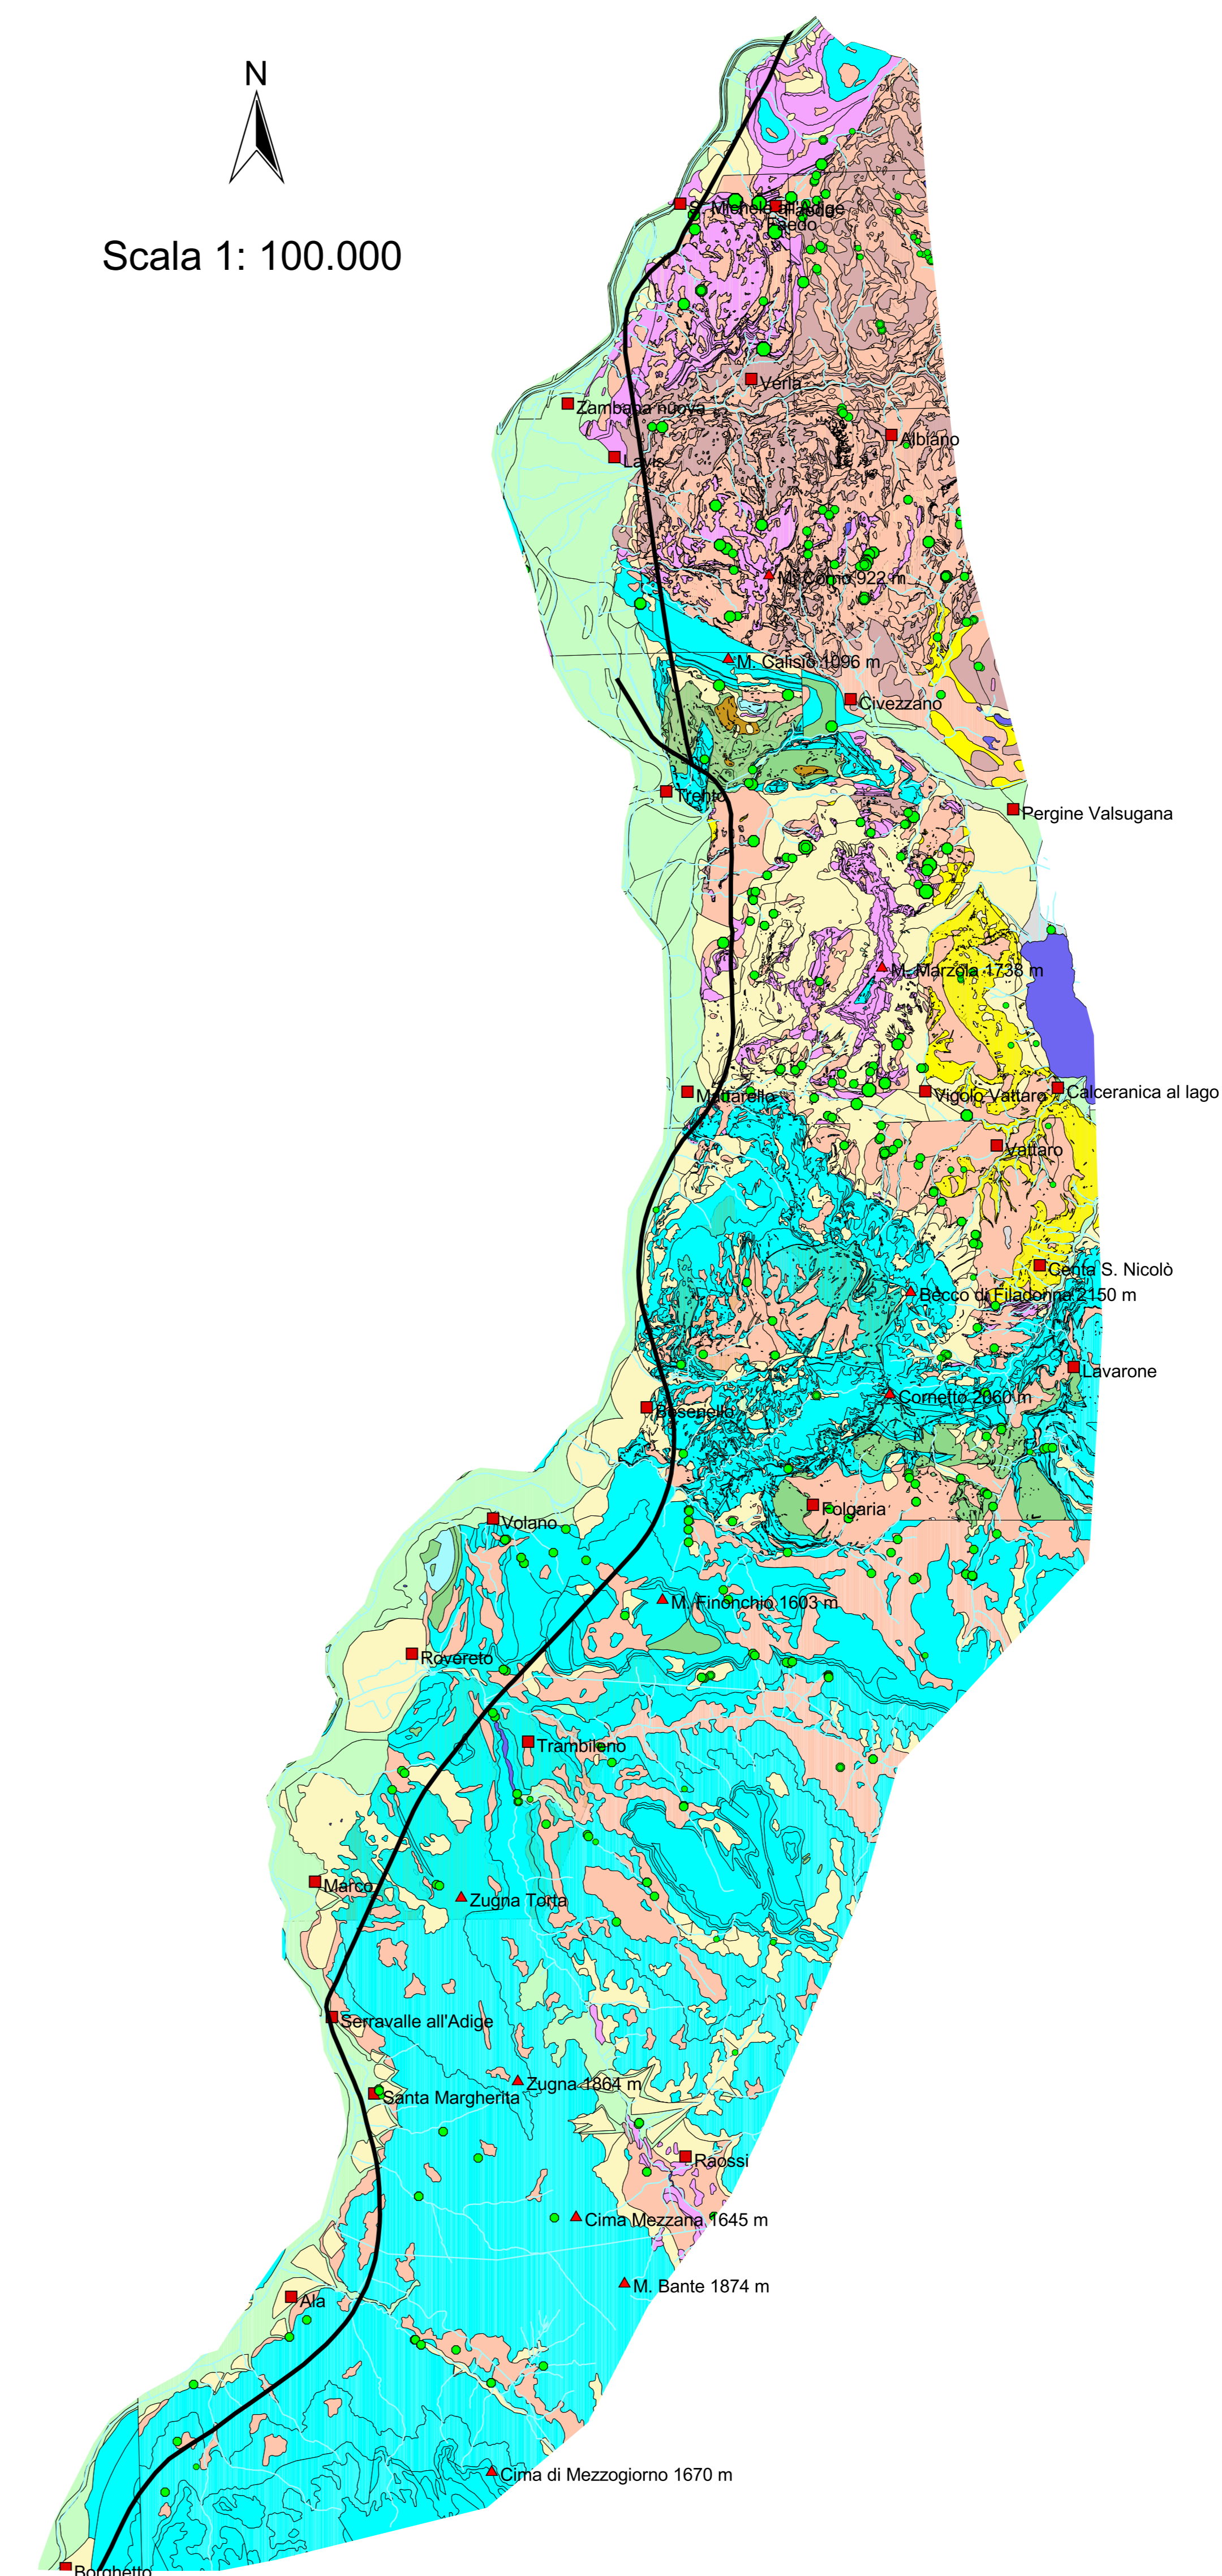 N
Scala 1: 100.000
S. Michele all'Adige
Faedo
Faedo
Verla
Zambana nuova
Albiano
Lavis
M. Corno 922 m
M. Calisio 1096 m
Civezzano
Trento
Pergine Valsugana
M. Marzola 1738 m
Mattarello
Vigolo Vattaro
Calceranica al lago
Vattaro
Centa S. Nicolò
Becco di Filadonna 2150 m
Lavarone
Cornetto 2060 m
Besenello
Folgaria
Volano
M. Finonchio 1603 m
Rovereto
Trambileno
Marco
Zugna Torta
Serravalle all'Adige
Zugna 1864 m
Santa Margherita
Raossi
Cima Mezzana 1645 m
M. Bante 1874 m
Ala
Cima di Mezzogiorno 1670 m
Borghetto